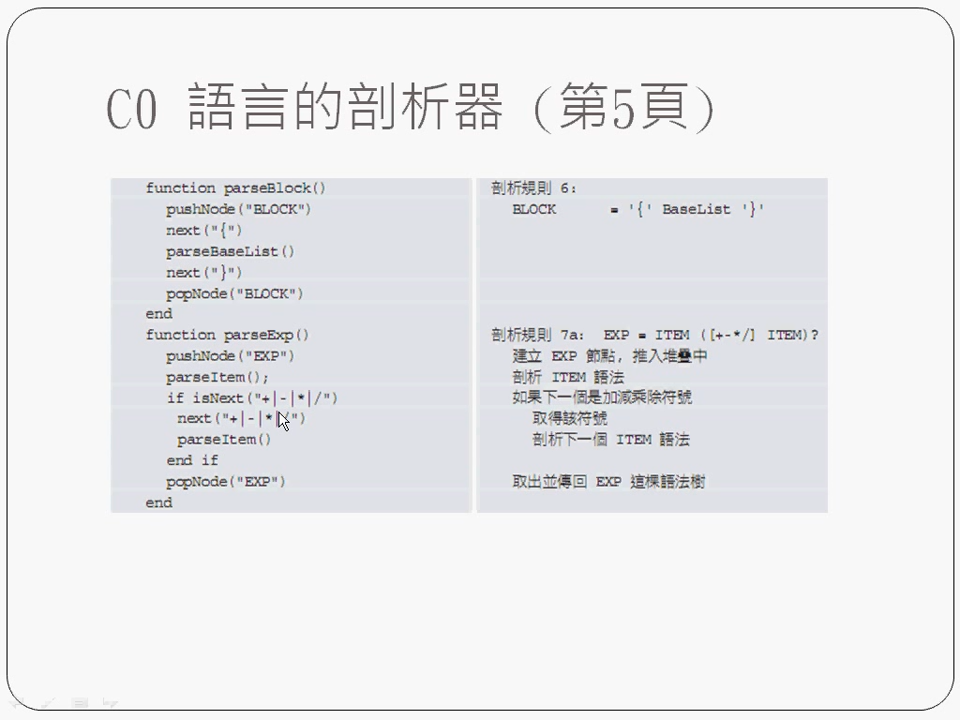 C0 語言的剖析器 (第5頁)
function parseBlock()
pushNode("BLOCK")
next("{")
parseBaseList()
next("}")
popNode("BLOCK")
end
function parseExp()
pushNode("EXP")
parseItem();
if isNext("+|-|*|/")
next("+|-|*|/")
parseItem()
end if
popNode("EXP")
end
剖析規則 6:
BLOCK = '{' BaseList '}'
剖析規則 7a: EXP = ITEM ([+-*/] ITEM)?
建立 EXP 節點, 推入堆疊中
剖析 ITEM 語法
如果下一個是加減乘除符號
取得該符號
剖析下一個 ITEM 語法
取出並傳回 EXP 這棵語法樹